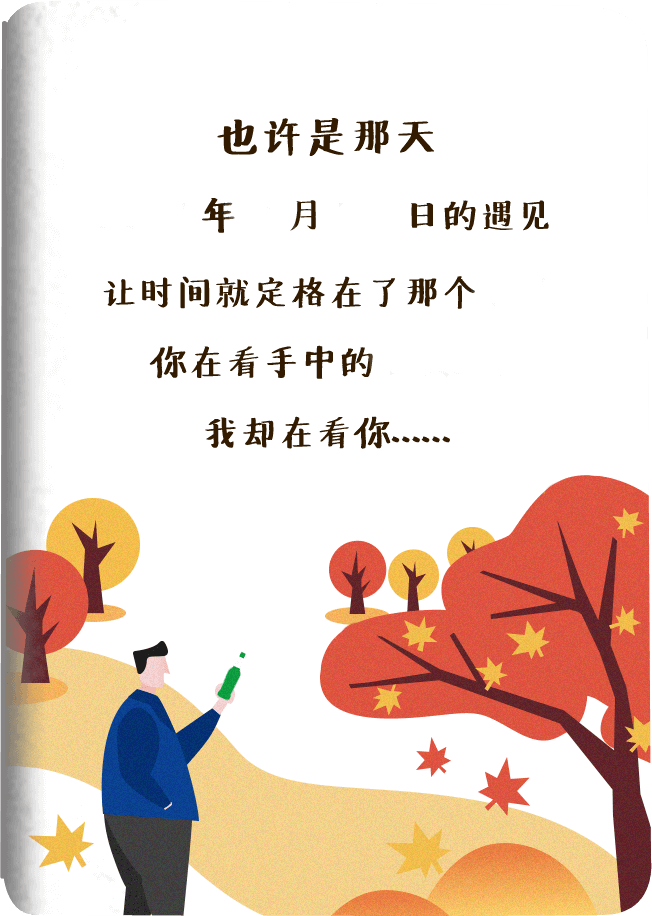 也许是那天
年 月 日的遇见
让时间就定格在了那个
你在看手中的
我却在看你......